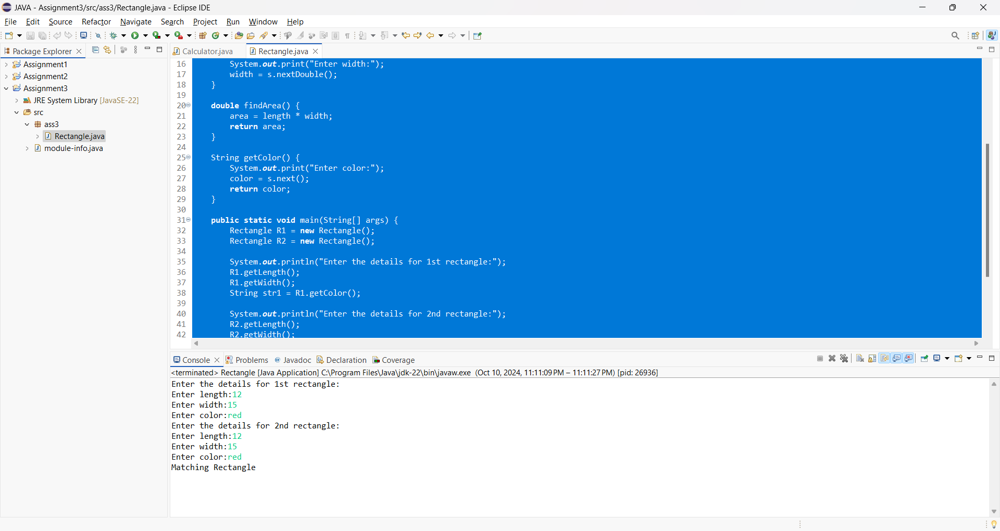 JAVA - Assignment3/src/ass3/Rectangle.java - Eclipse IDE
File Edit Source Refactor Navigate Search Project Run Window Help
Package Explorer
Assignment1
Assignment2
Assignment3
JRE System Library [JavaSE-22]
src
ass3
Rectangle.java
module-info.java
Calculator.java Rectangle.java
16 System.out.print("Enter width:");
17 width = s.nextDouble();
18 }
19
20 double findArea() {
21 area = length * width;
22 return area;
23 }
24
25 String getColor() {
26 System.out.print("Enter color:");
27 color = s.next();
28 return color;
29 }
30
31 public static void main(String[] args) {
32 Rectangle R1 = new Rectangle();
33 Rectangle R2 = new Rectangle();
34
35 System.out.println("Enter the details for 1st rectangle:");
36 R1.getLength();
37 R1.getWidth();
38 String str1 = R1.getColor();
39
40 System.out.println("Enter the details for 2nd rectangle:");
41 R2.getLength();
42 R2.getWidth();
Console Problems @ Javadoc Declaration Coverage
<terminated> Rectangle [Java Application] C:\Program Files\Java\jdk-22\bin\javaw.exe (Oct 10, 2024, 11:11:09 PM – 11:11:27 PM) [pid: 26936]
Enter the details for 1st rectangle:
Enter length:12
Enter width:15
Enter color:red
Enter the details for 2nd rectangle:
Enter length:12
Enter width:15
Enter color:red
Matching Rectangle